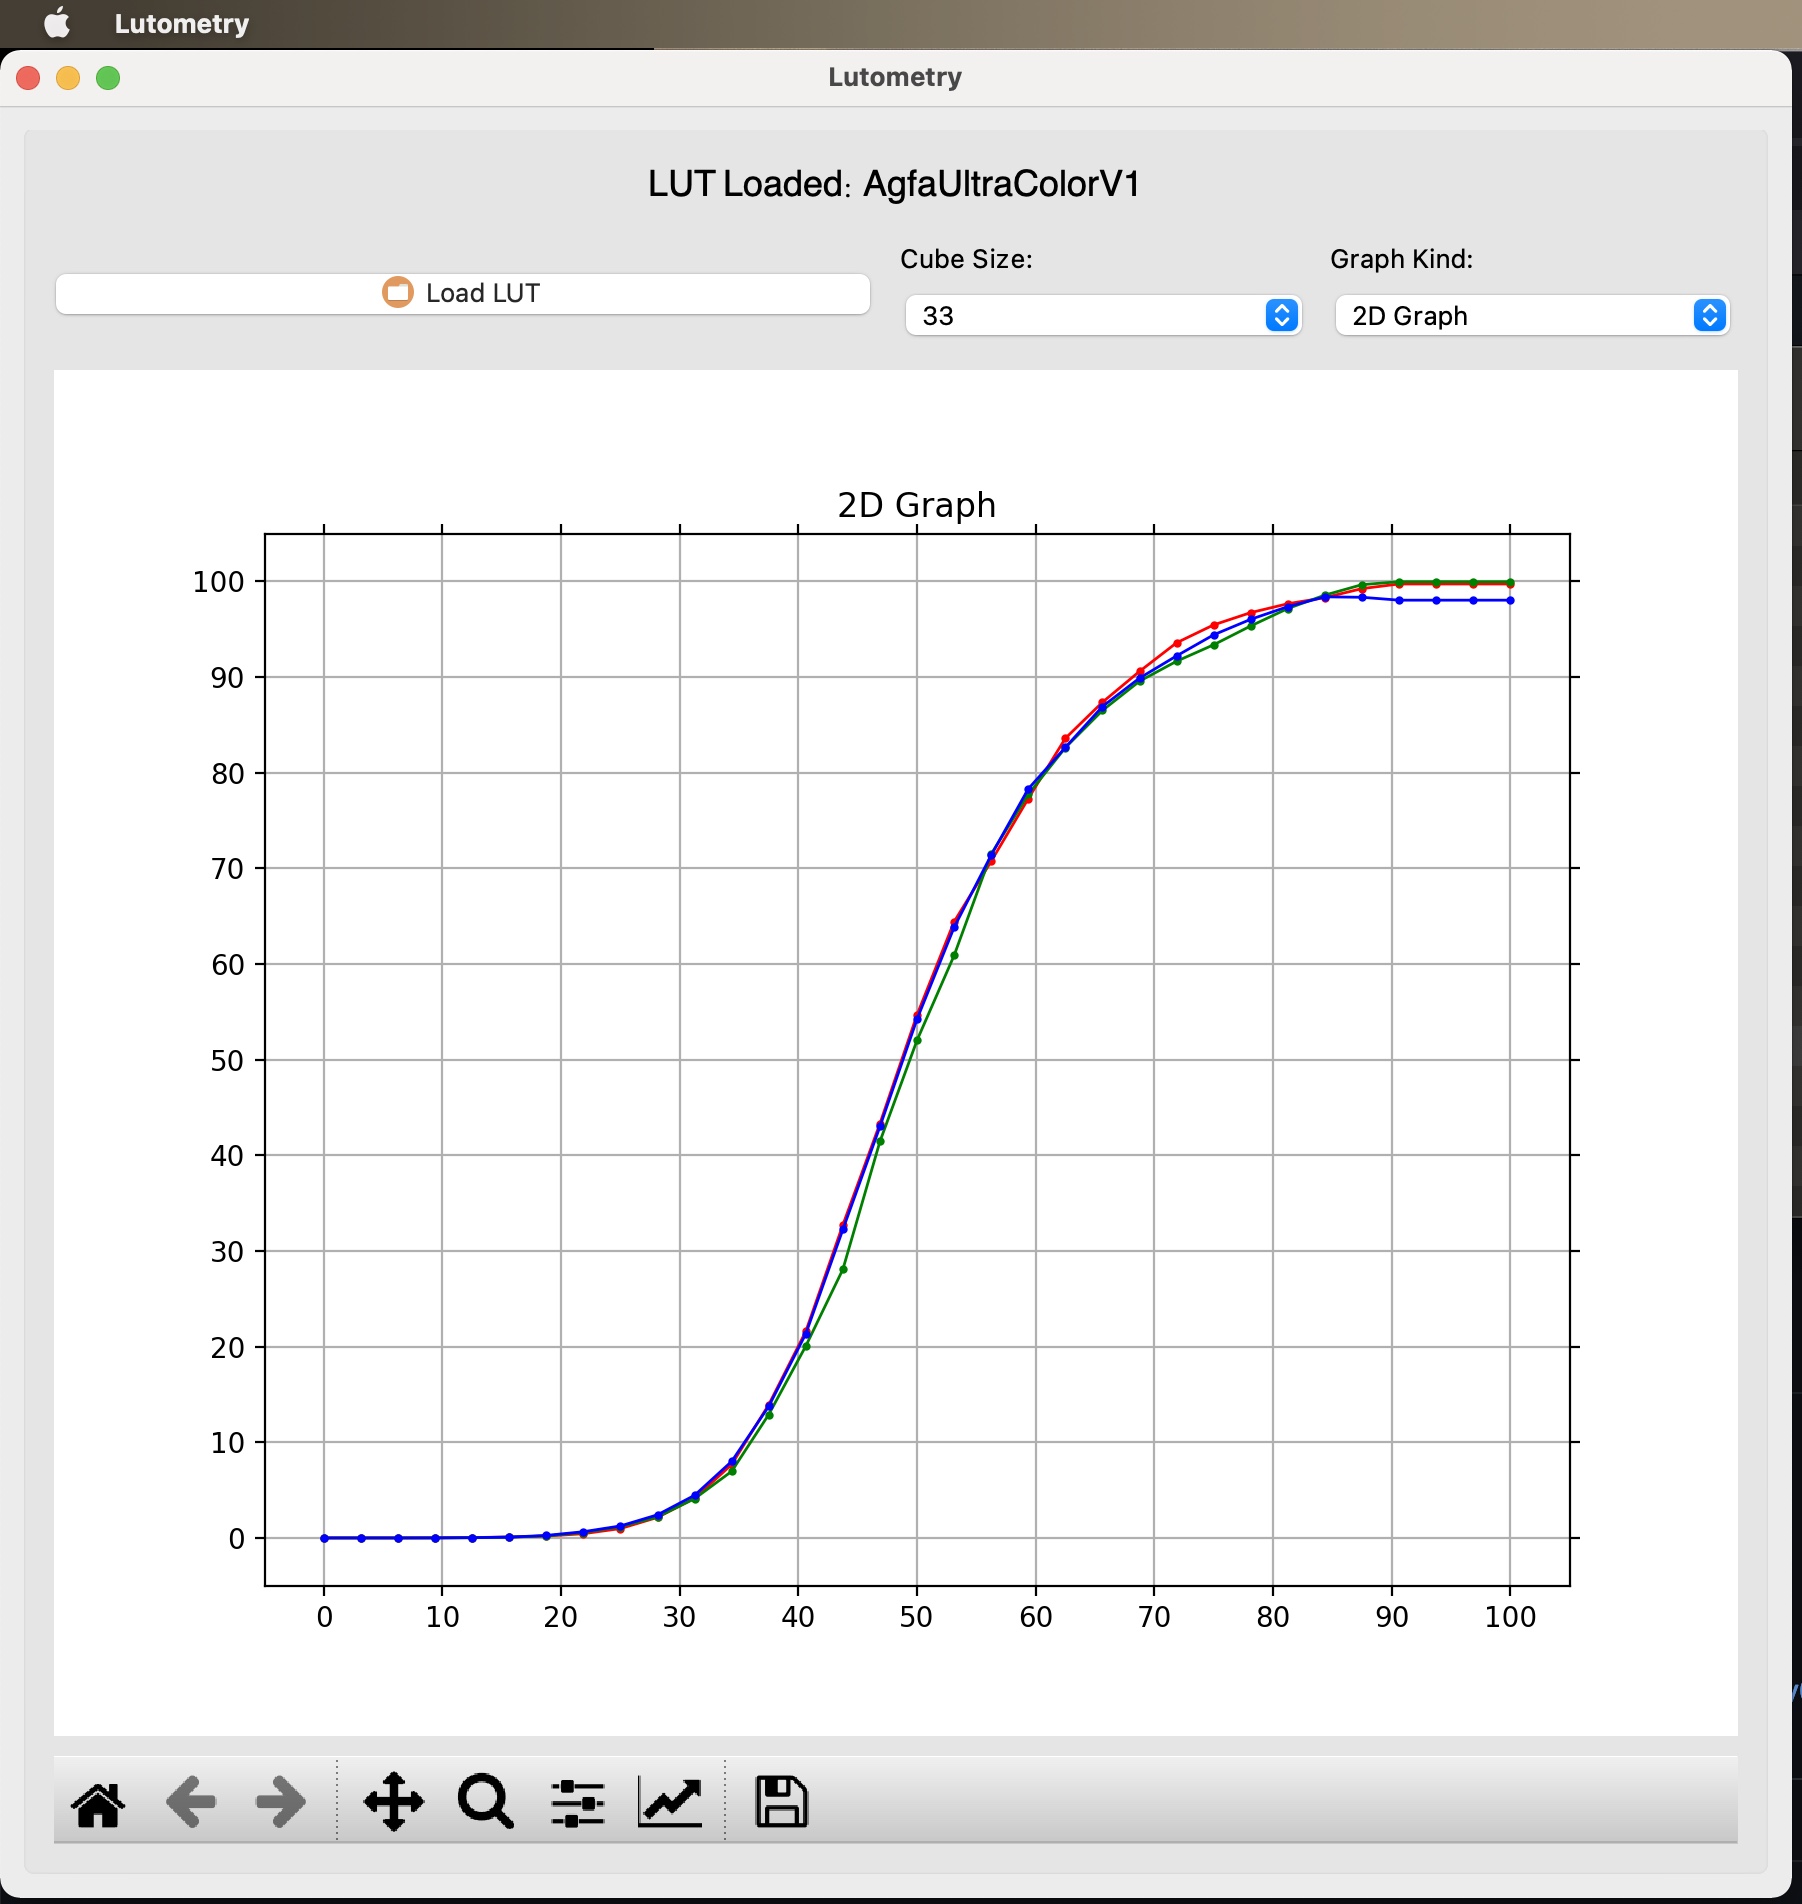 Lutometry
Lutometry
LUT Loaded: AgfaUltraColorV1
Load LUT
Cube Size:
33
Graph Kind:
2D Graph
2D Graph
100
90
80
70
60
50
40
30
20
10
0
0 10 20 30 40 50 60 70 80 90 100